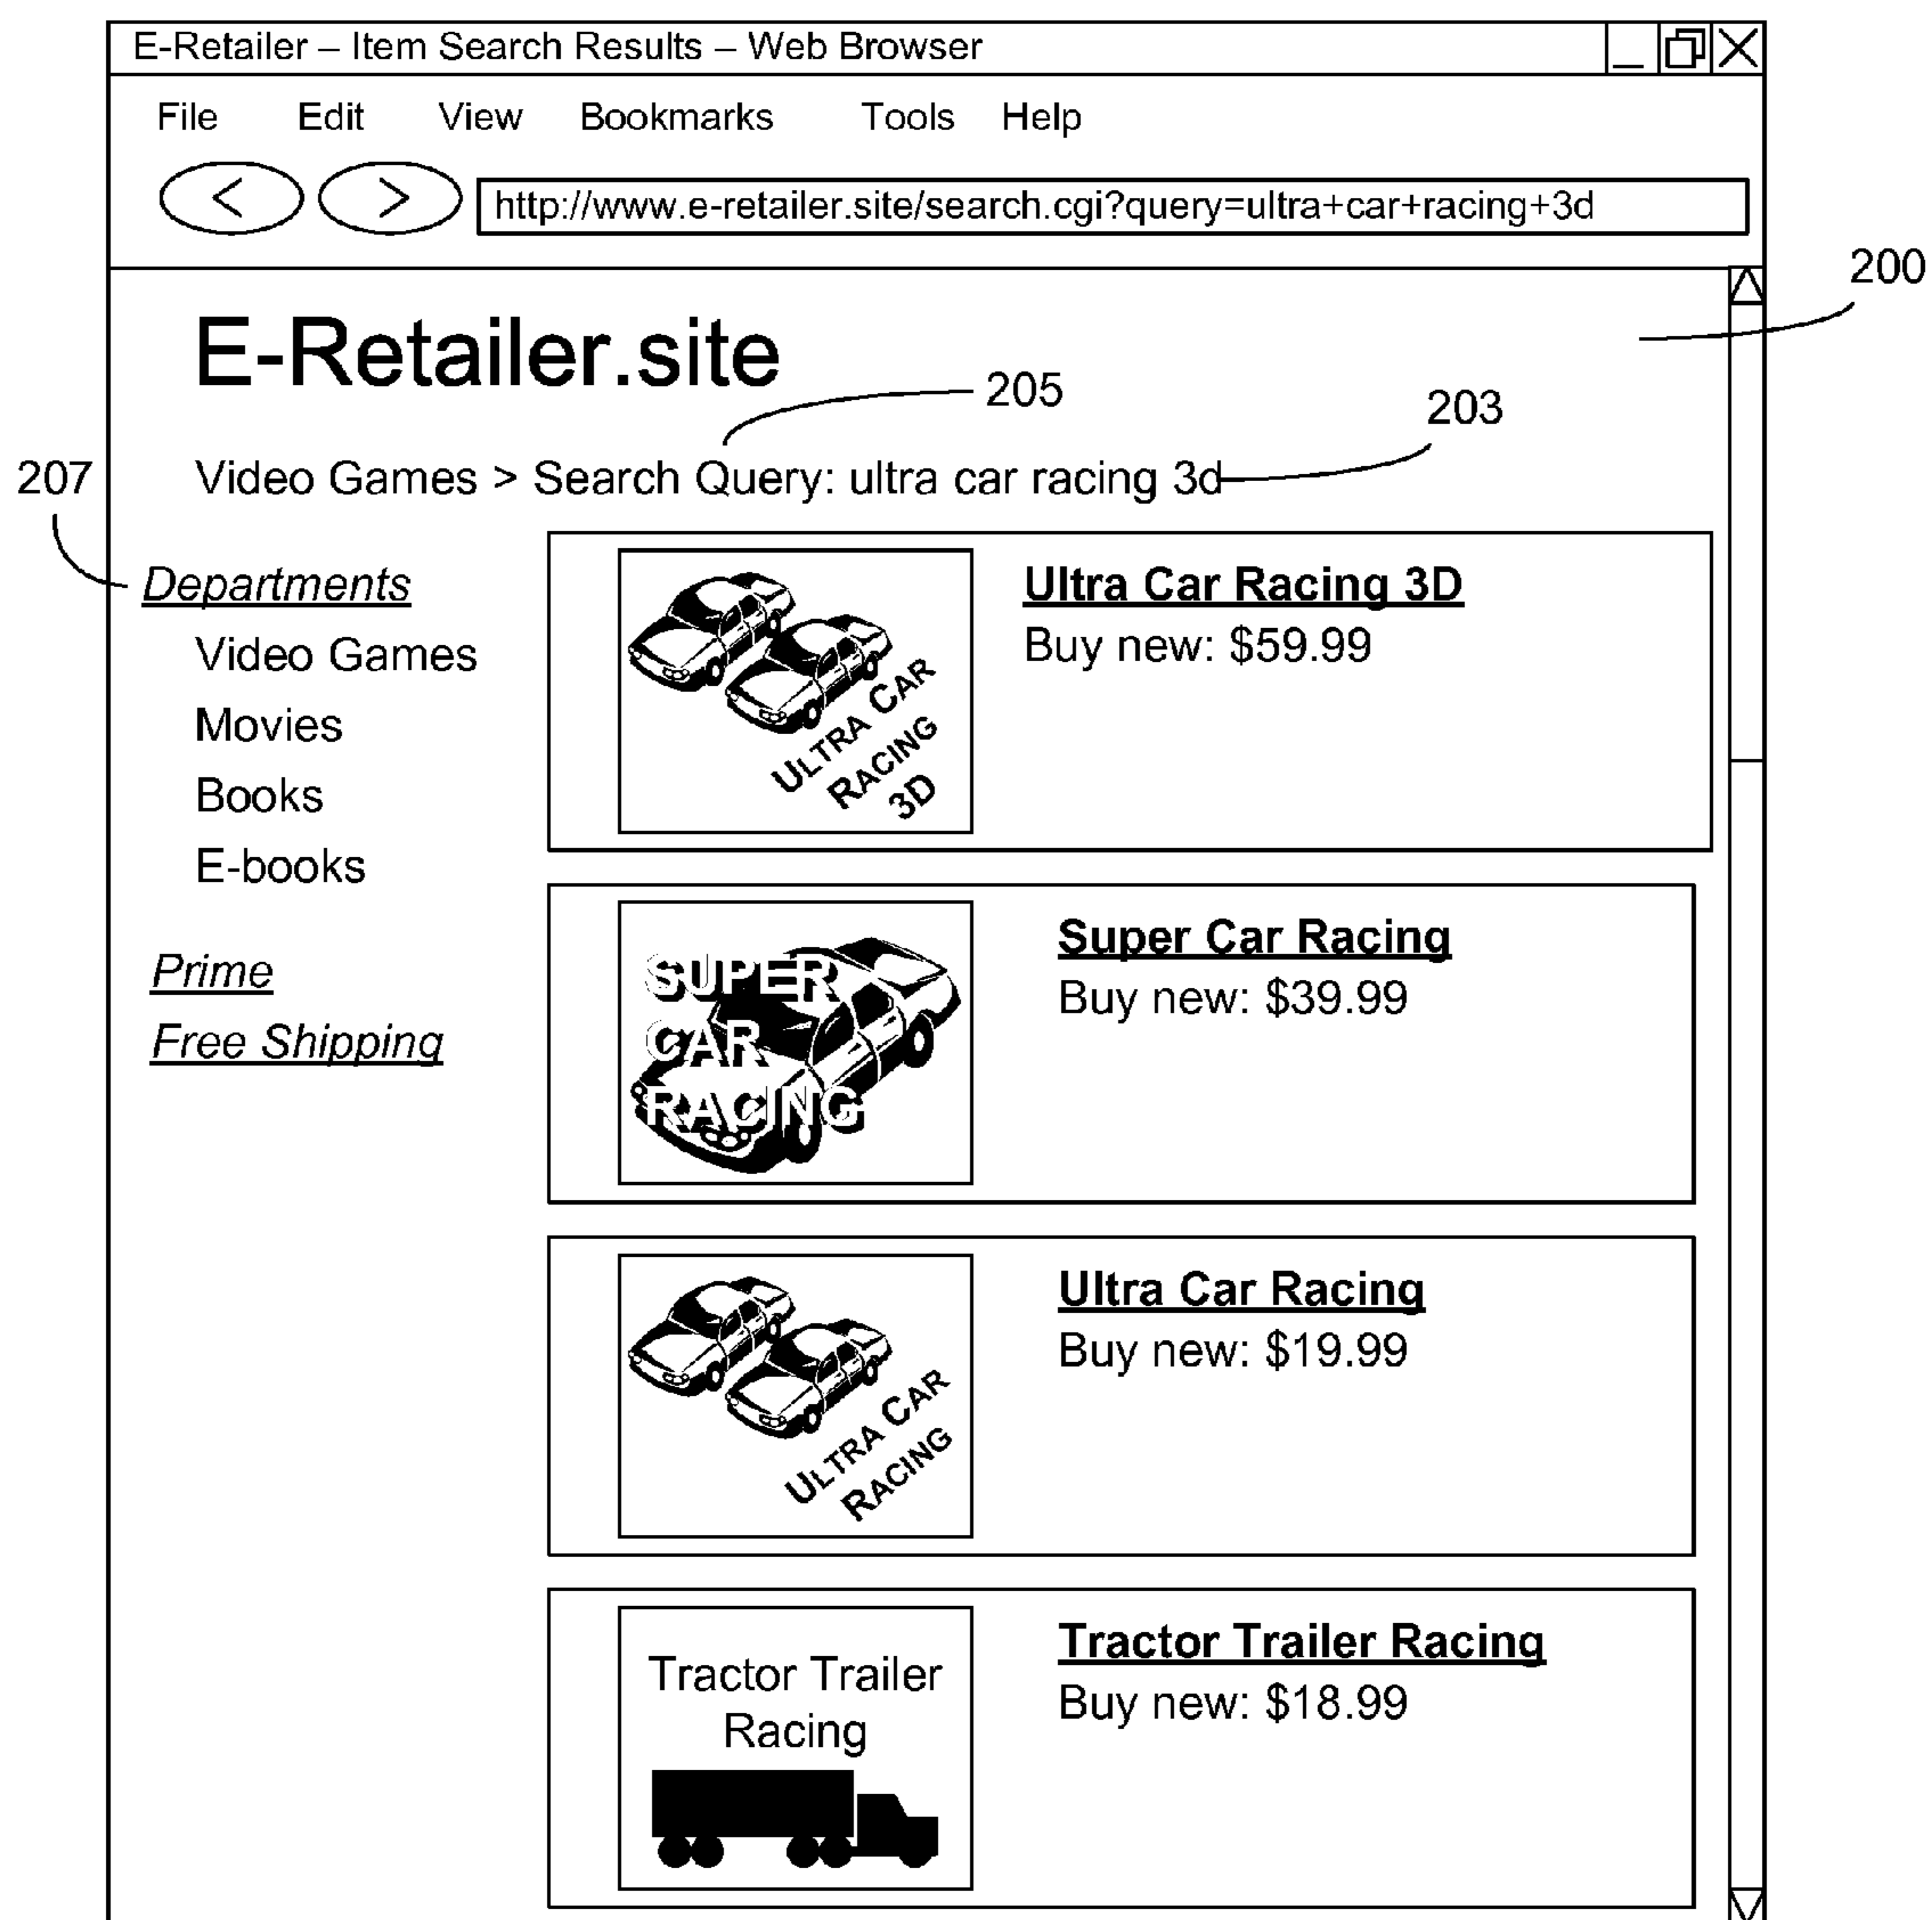 E-Retailer – Item Search Results – Web Browser
File Edit View Bookmarks Tools Help
< >
http://www.e-retailer.site/search.cgi?query=ultra+car+racing+3d
200
E-Retailer.site
205
203
207
Video Games > Search Query: ultra car racing 3d
Departments
Video Games
Movies
Books
E-books
Prime
Free Shipping
ULTRA CAR
RACING
3D
Ultra Car Racing 3D
Buy new: $59.99
SUPER
CAR
RACING
Super Car Racing
Buy new: $39.99
ULTRA CAR
RACING
Ultra Car Racing
Buy new: $19.99
Tractor Trailer
Racing
Tractor Trailer Racing
Buy new: $18.99